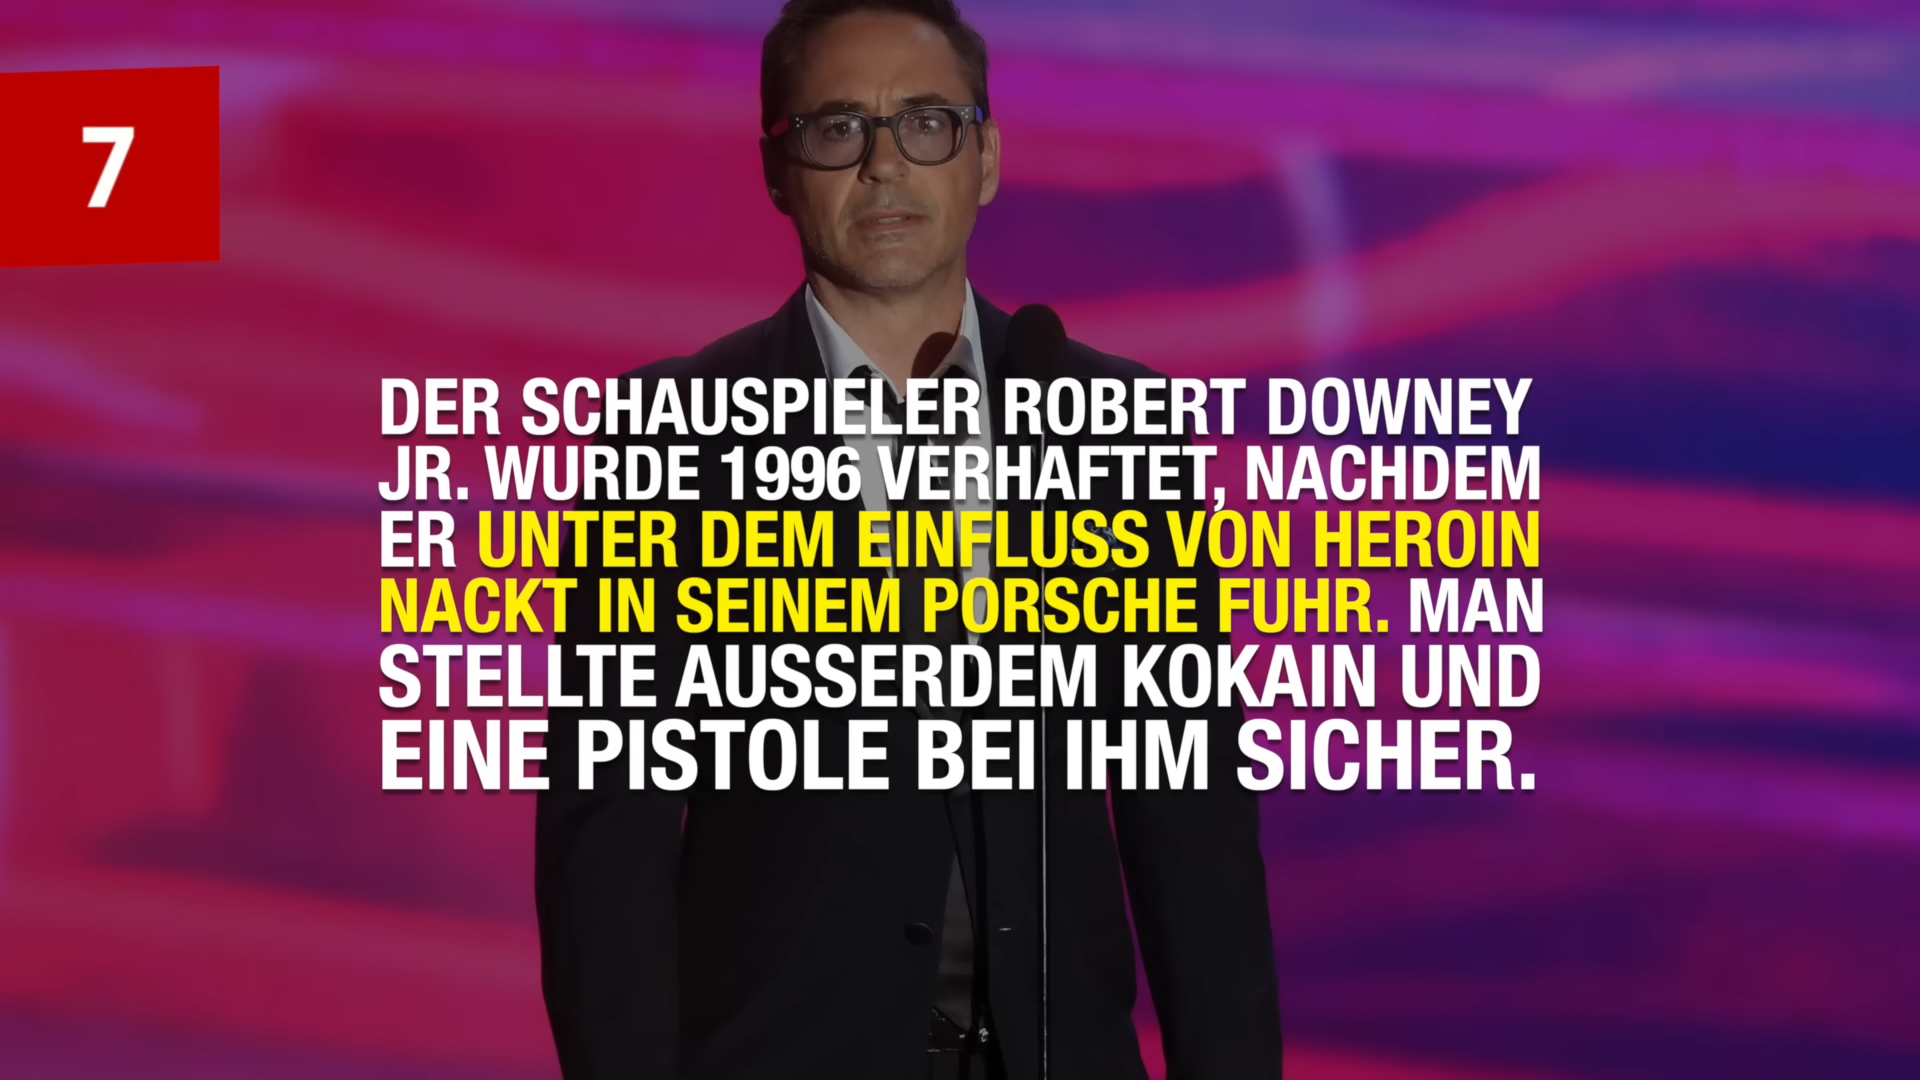 7
DER SCHAUSPIELER ROBERT DOWNEY
JR. WURDE 1996 VERHAFTET, NACHDEM
ER UNTER DEM EINFLUSS VON HEROIN
NACKT IN SEINEM PORSCHE FUHR. MAN
STELLTE AUSSERDEM KOKAIN UND
EINE PISTOLE BEI IHM SICHER.